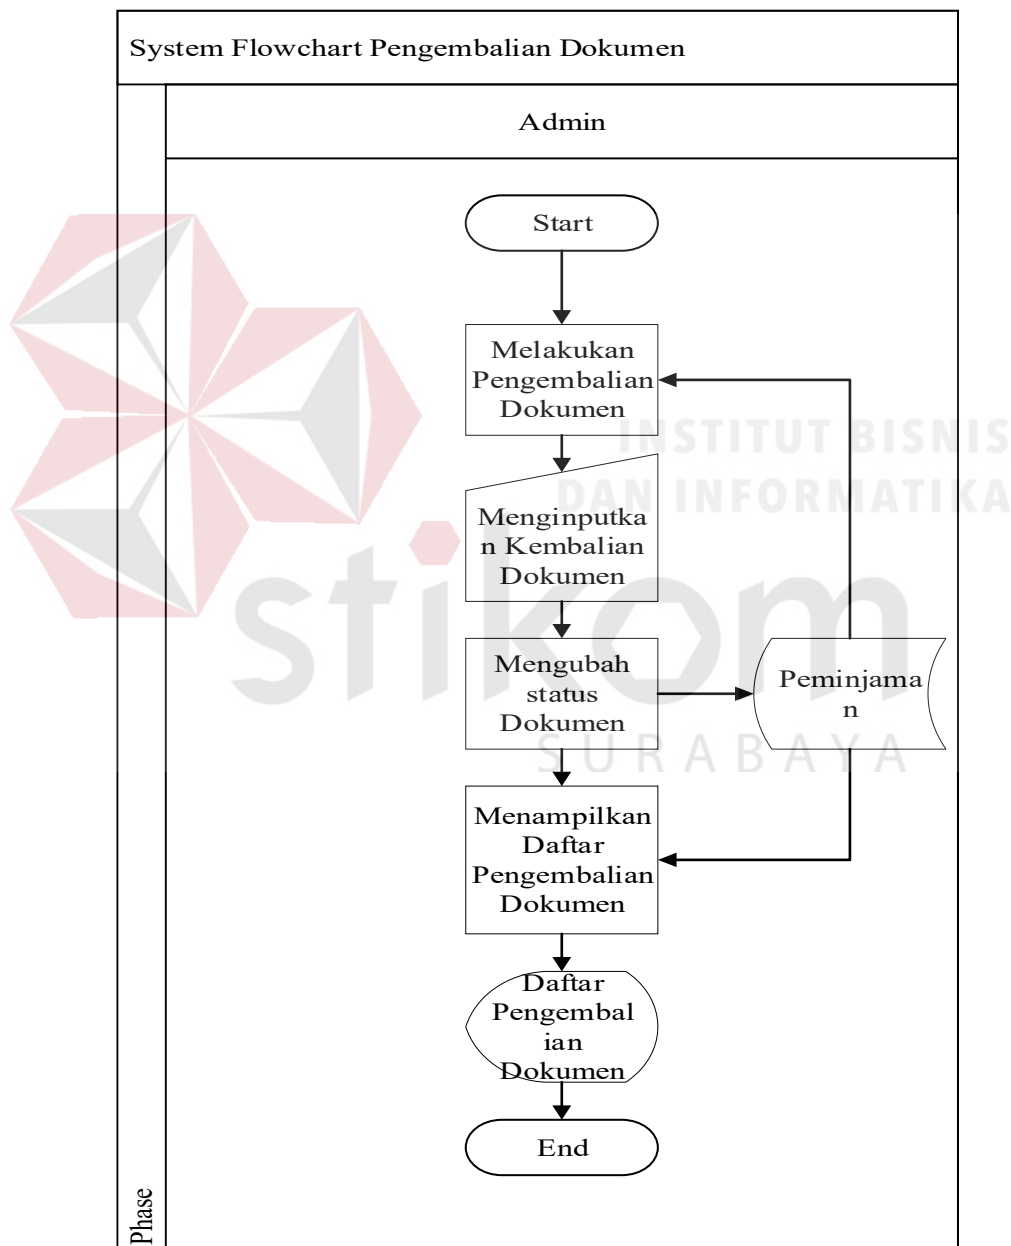 System Flowchart Pengembalian Dokumen
Admin
Start
Melakukan
Pengembalian
Dokumen
INSTITUT BISNIS
DAN INFORMATIKA
Menginputka
n Kembalian
Dokumen
stikom
Mengubah
status
Dokumen
Peminjama
n
SURABAYA
Menampilkan
Daftar
Pengembalian
Dokumen
Daftar
Pengembal
ian
Dokumen
End
Phase